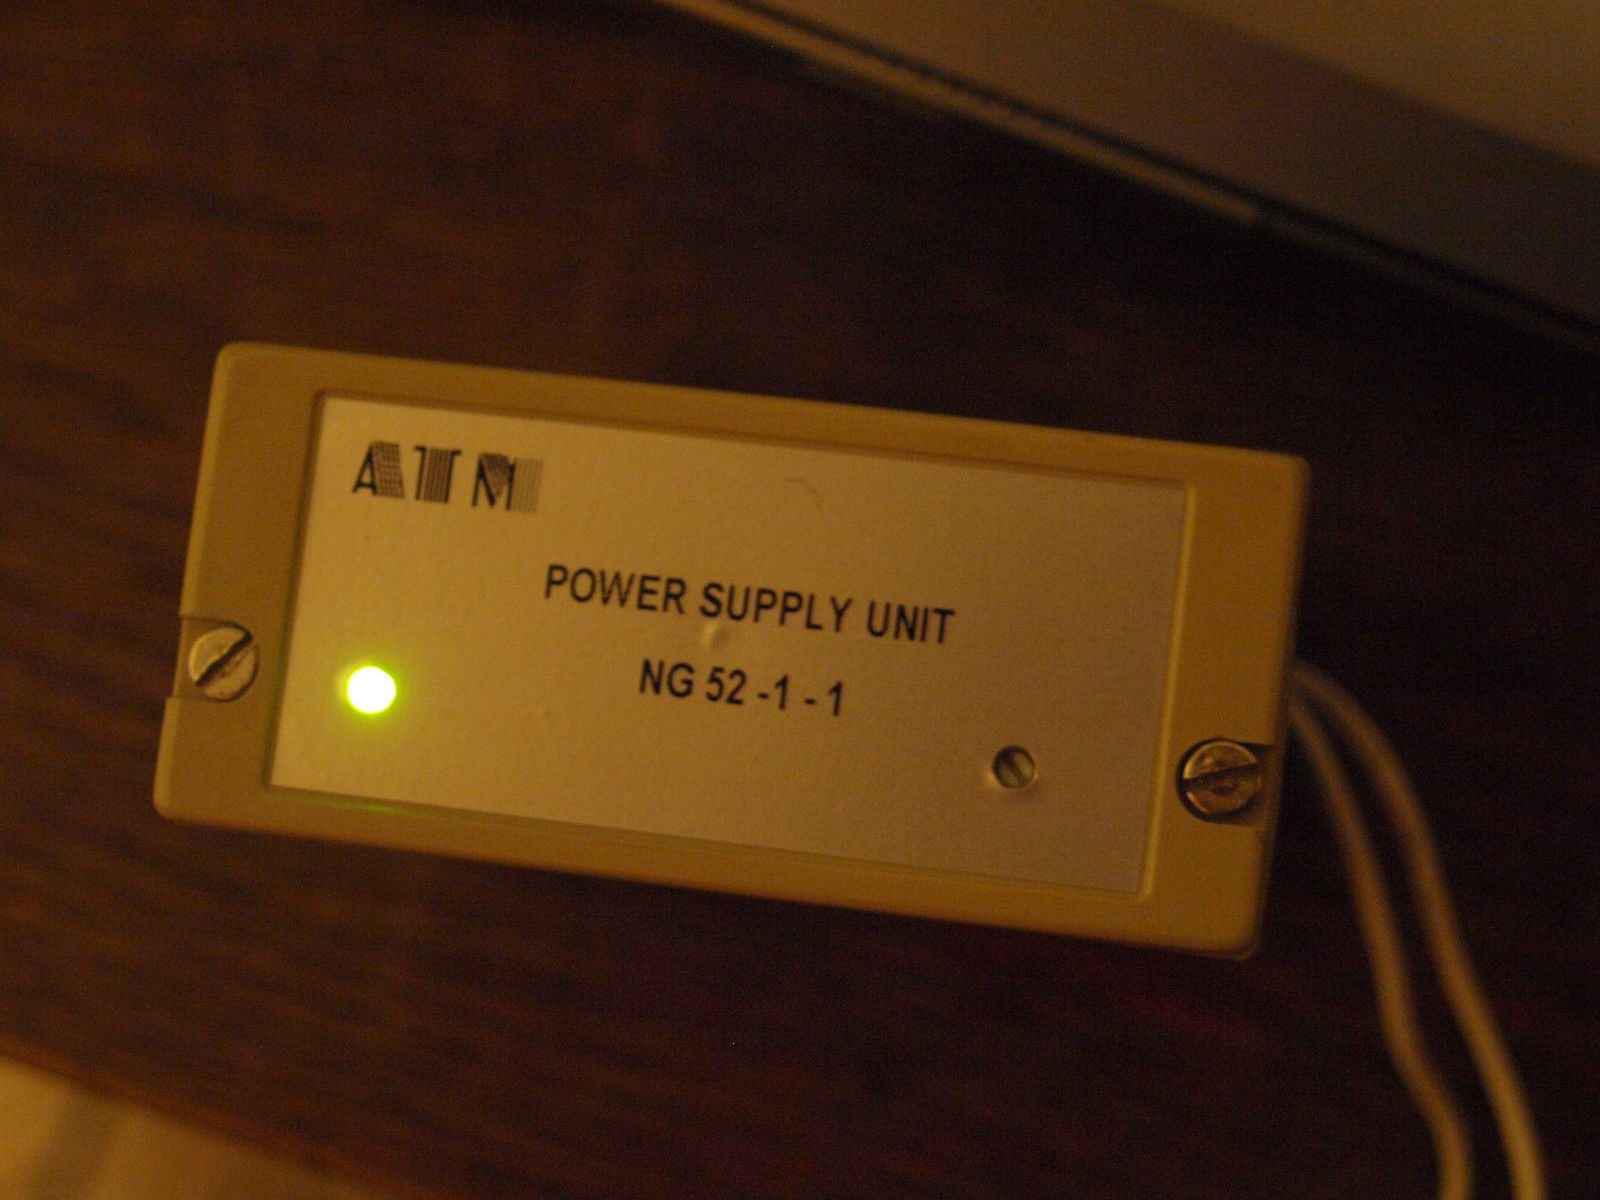 ATM
POWER SUPPLY UNIT
NG 52 -1 - 1